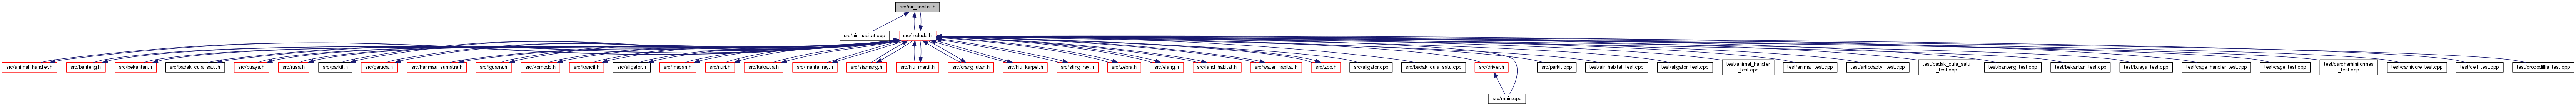 src/air_habitat.h
src/air_habitat.cpp
src/include.h
src/animal_handler.h
src/banteng.h
src/bekantan.h
src/badak_cula_satu.h
src/buaya.h
src/rusa.h
src/parkit.h
src/garuda.h
src/harimau_sumatra.h
src/iguana.h
src/komodo.h
src/kancil.h
src/aligator.h
src/macan.h
src/nuri.h
src/kakatua.h
src/manta_ray.h
src/siamang.h
src/hiu_martil.h
src/orang_utan.h
src/hiu_karpet.h
src/sting_ray.h
src/zebra.h
src/elang.h
src/land_habitat.h
src/water_habitat.h
src/zoo.h
src/aligator.cpp
src/badak_cula_satu.cpp
src/driver.h
src/parkit.cpp
test/air_habitat_test.cpp
test/aligator_test.cpp
test/animal_handler
_test.cpp
test/animal_test.cpp
test/artiodactyl_test.cpp
test/badak_cula_satu
_test.cpp
test/banteng_test.cpp
test/bekantan_test.cpp
test/buaya_test.cpp
test/cage_handler_test.cpp
test/cage_test.cpp
test/carcharhiniformes
_test.cpp
test/carnivore_test.cpp
test/cell_test.cpp
test/crocodilia_test.cpp
src/main.cpp